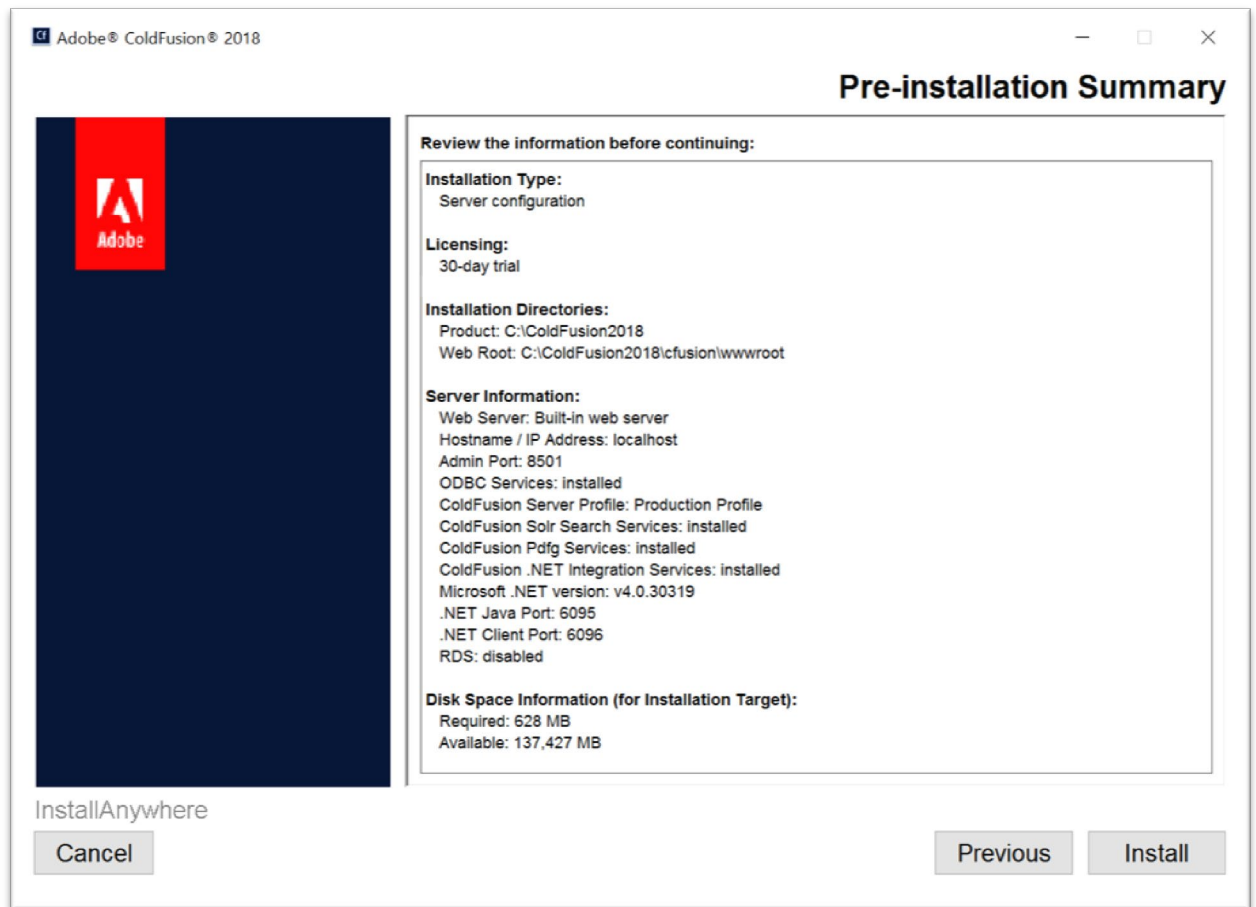 Cf Adobe® ColdFusion® 2018
Pre-installation Summary
Adobe
Review the information before continuing:
Installation Type:
Server configuration
Licensing:
30-day trial
Installation Directories:
Product: C:\ColdFusion2018
Web Root: C:\ColdFusion2018\cfusion\wwwroot
Server Information:
Web Server: Built-in web server
Hostname / IP Address: localhost
Admin Port: 8501
ODBC Services: installed
ColdFusion Server Profile: Production Profile
ColdFusion Solr Search Services: installed
ColdFusion Pdfg Services: installed
ColdFusion .NET Integration Services: installed
Microsoft .NET version: v4.0.30319
.NET Java Port: 6095
.NET Client Port: 6096
RDS: disabled
Disk Space Information (for Installation Target):
Required: 628 MB
Available: 137,427 MB
InstallAnywhere
Cancel
Previous
Install